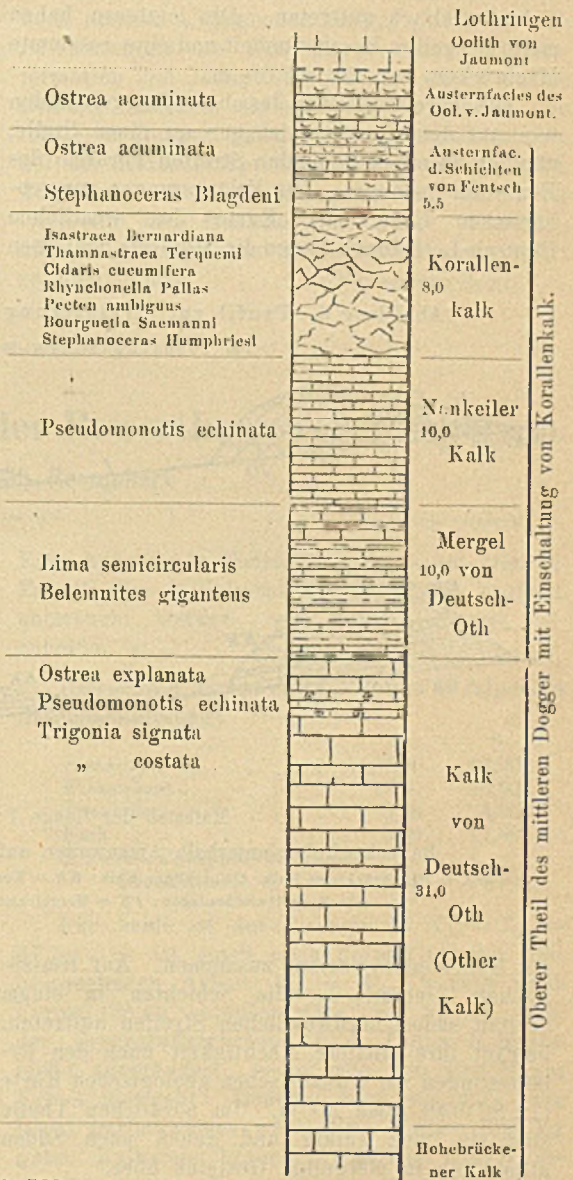 Lothringen
Oolith von
Jaumont
Ostrea acuminata
Austernfacies des
Ool. v. Jaumont.
Ostrea acuminata
Stephanoceras Blagdeni
Austernfac.
d. Schichten
von Fentsch
5.5
Isastraea Bernardiana
Thamnastraea Terquemi
Cidaris cucumifera
Rhynchonella Pallas
Pecten ambiguus
Bourguetia Saemanni
Stephanoceras Humphriesi
Korallen-
8,0
kalk
Pseudomonotis echinata
Nunkeiler
10,0
Kalk
Lima semicircularis
Belemnites giganteus
Mergel
10,0 von
Deutsch-
Oth
Ostrea explanata
Pseudomonotis echinata
Trigonia signata
„ costata
Kalk
von
Deutsch-
31,0
Oth
(Other
Kalk)
Hohebrücke-
ner Kalk
Oberer Theil des mittleren Dogger mit Einschaltung von Korallenkalk.